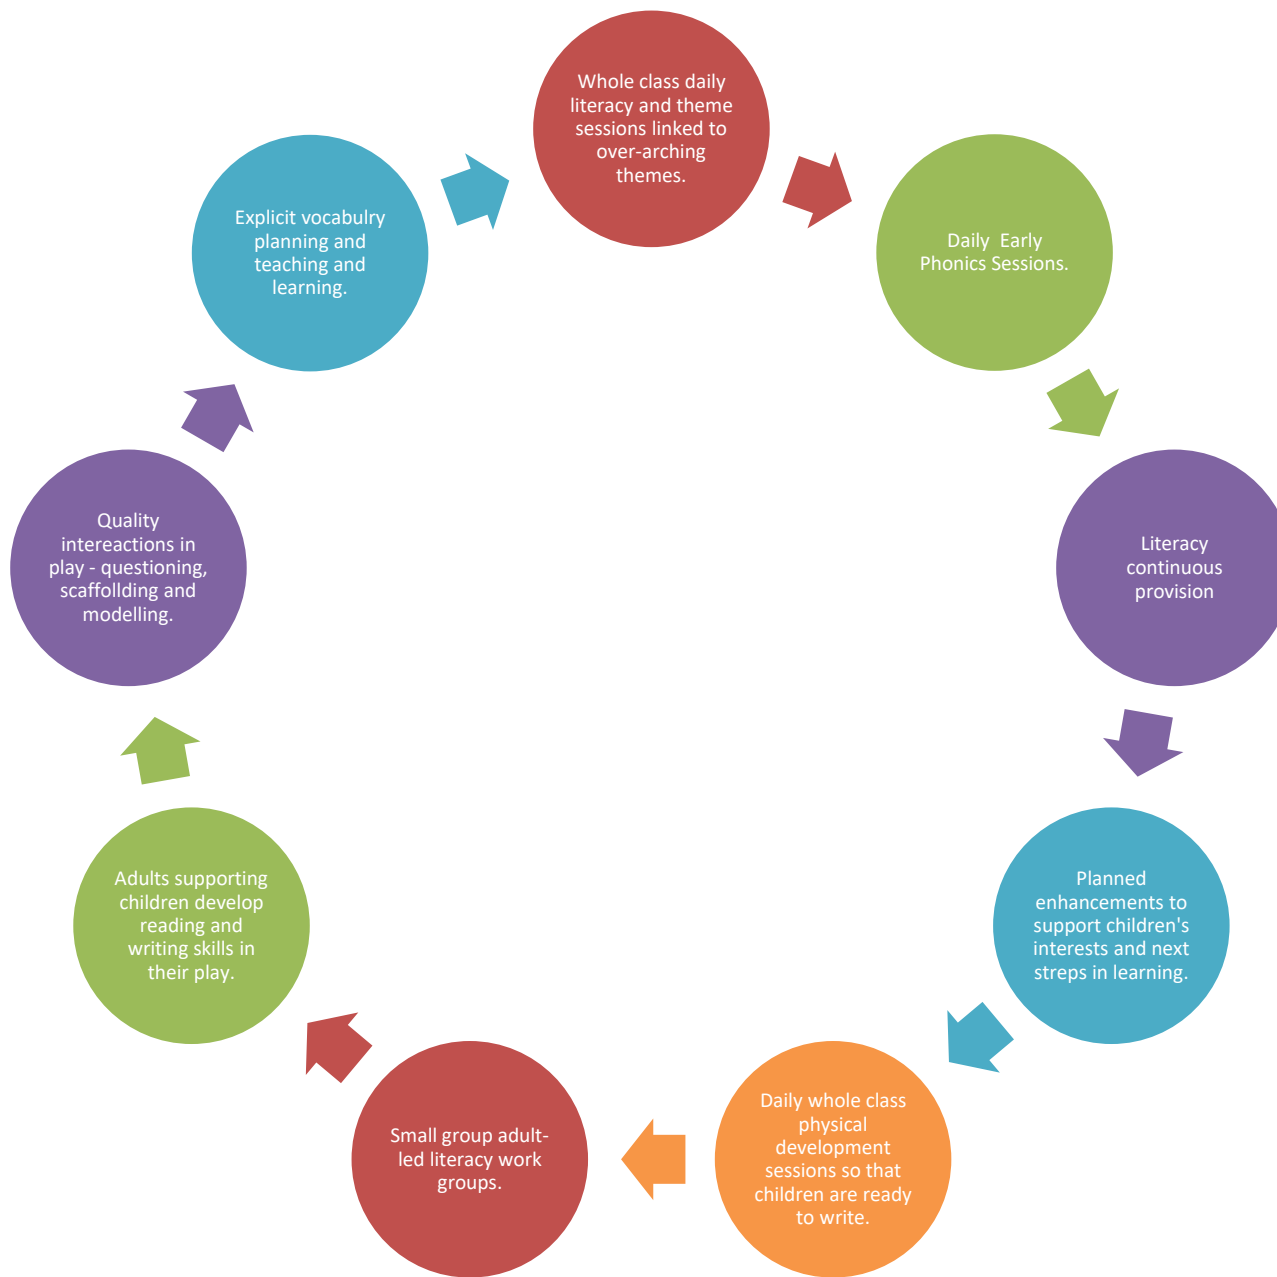 Whole class daily
literacy and theme
sessions linked to
over-arching
themes.
Daily  Early
Phonics Sessions.
Literacy
continuous
provision
Planned
enhancements to
support children's
interests and next
streps in learning.
Daily whole class
physical
development
sessions so that
children are ready
to write.
Small group adult-
led literacy work
groups.
Adults supporting
children develop
reading and
writing skills in
their play.
Quality
intereactions in
play - questioning,
scaffollding and
modelling.
Explicit vocabulry
planning and
teaching and
learning.